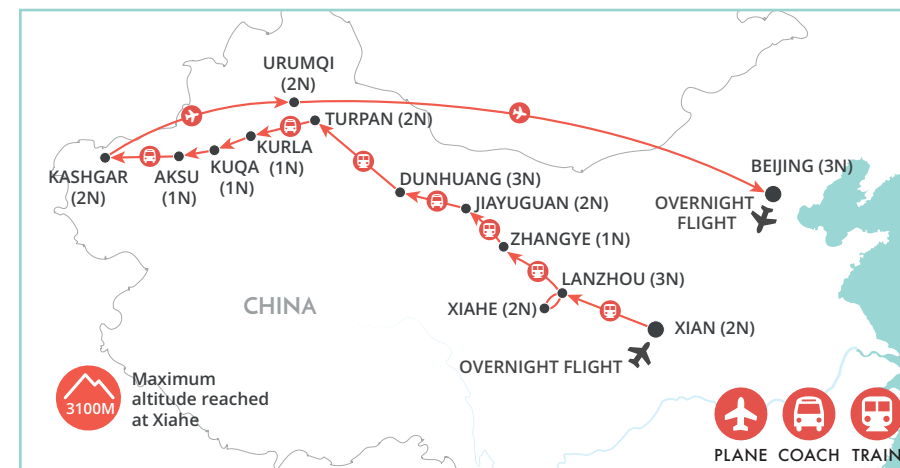 URUMQI
(2N)
TURPAN (2N)
KURLA
(1N)
KUQA
(1N)
AKSU
(1N)
KASHGAR
(2N)
DUNHUANG (3N)
JIAYUGUAN (2N)
ZHANGYE (1N)
LANZHOU (3N)
XIAHE (2N)
XIAN (2N)
OVERNIGHT FLIGHT
BEIJING (3N)
OVERNIGHT
FLIGHT
CHINA
3100M
Maximum
altitude reached
at Xiahe
PLANE COACH TRAIN